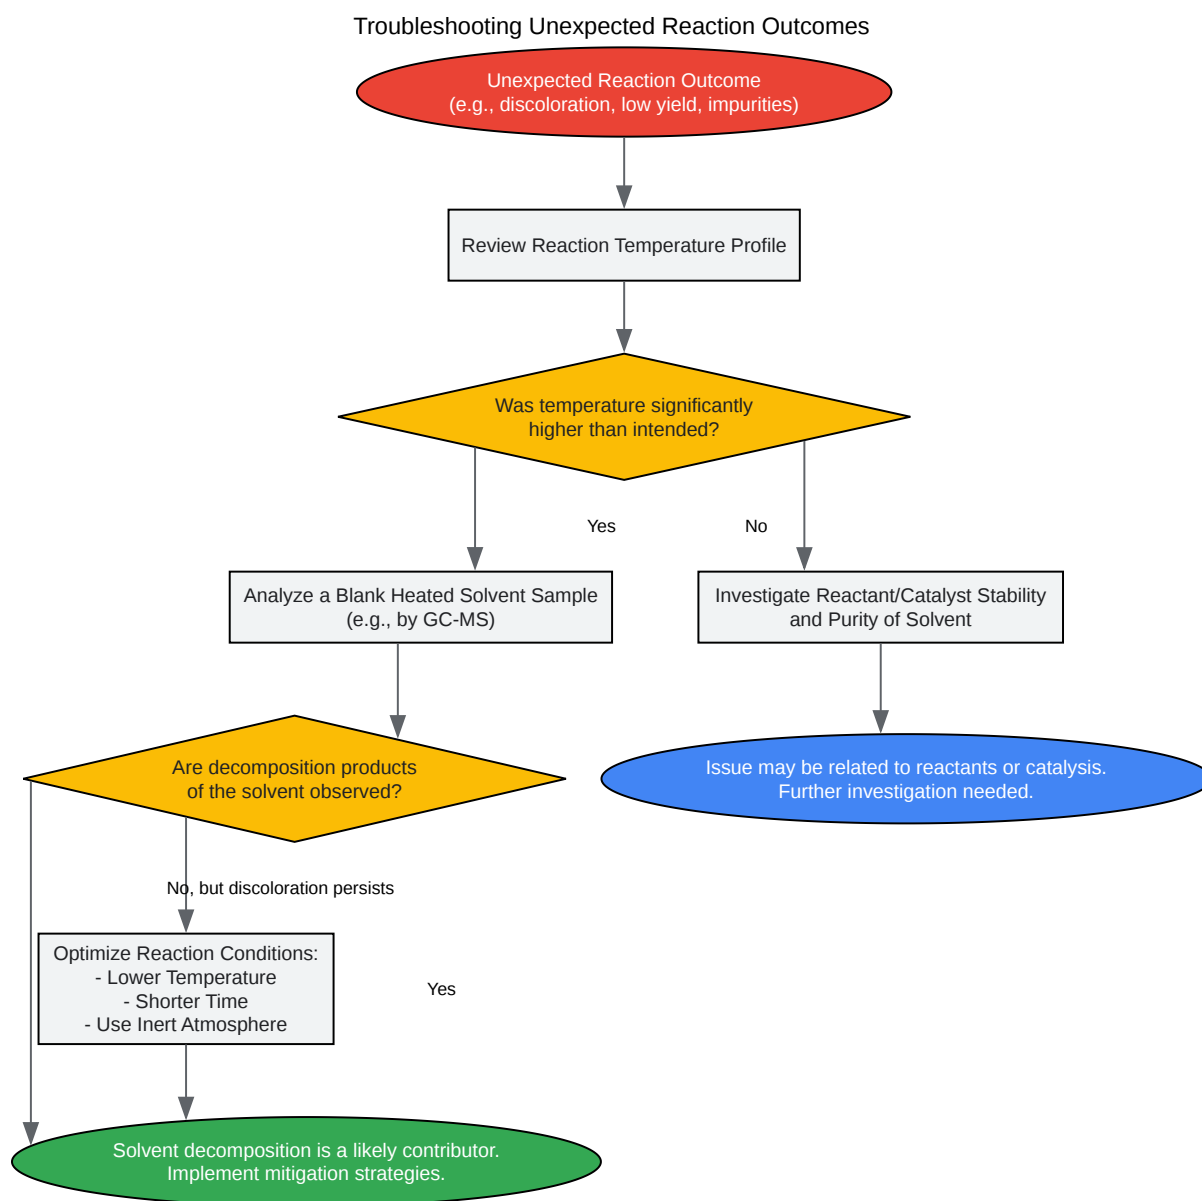 Troubleshooting Unexpected Reaction Outcomes
Unexpected Reaction Outcome
(e.g., discoloration, low yield, impurities)
Review Reaction Temperature Profile
Was temperature significantly
higher than intended?
Yes
No
Analyze a Blank Heated Solvent Sample
(e.g., by GC-MS)
Investigate Reactant/Catalyst Stability
and Purity of Solvent
Are decomposition products
of the solvent observed?
Issue may be related to reactants or catalysis.
Further investigation needed.
No, but discoloration persists
Optimize Reaction Conditions:
- Lower Temperature
- Shorter Time
- Use Inert Atmosphere
Yes
Solvent decomposition is a likely contributor.
Implement mitigation strategies.